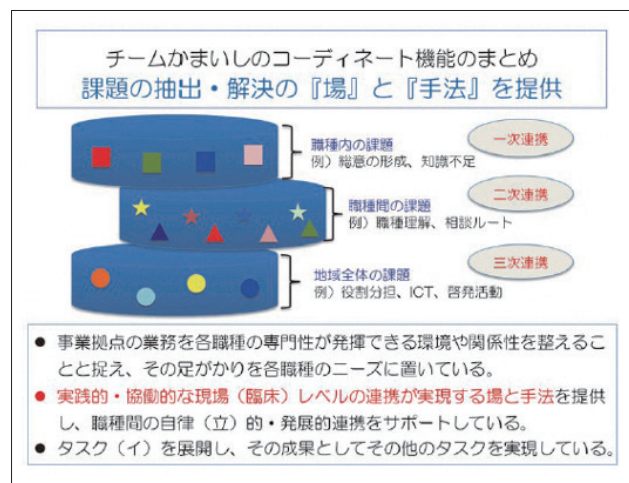 チームかまいしのコーディネート機能のまとめ
課題の抽出・解決の『場』と『手法』を提供
職種内の課題
例）総意の形成、知識不足
一次連携
職種間の課題
例）職種理解、相談ルート
二次連携
地域全体の課題
例）役割分担、ICT、啓発活動
三次連携
● 事業拠点の業務を各職種の専門性が発揮できる環境や関係性を整えるこ
とと捉え、その足がかりを各職種のニーズに置いている。
● 実践的・協働的な現場（臨床）レベルの連携が実現する場と手法を提供
し、職種間の自律（立）的・発展的連携をサポートしている。
● タスク（イ）を展開し、その成果としてその他のタスクを実現している。